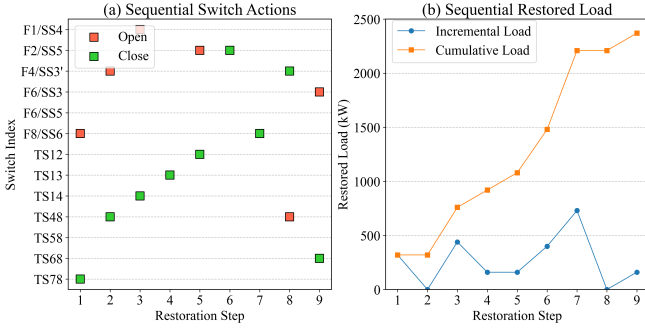 (a) Sequential Switch Actions
Open
Close
F1/SS4
F2/SS5
F4/SS3'
F6/SS3
F6/SS5
F8/SS6
TS12
TS13
TS14
TS48
TS58
TS68
TS78
Switch Index
1 2 3 4 5 6 7 8 9
Restoration Step
(b) Sequential Restored Load
Incremental Load
Cumulative Load
2500
2000
1500
1000
500
0
Restored Load (kW)
1 2 3 4 5 6 7 8 9
Restoration Step